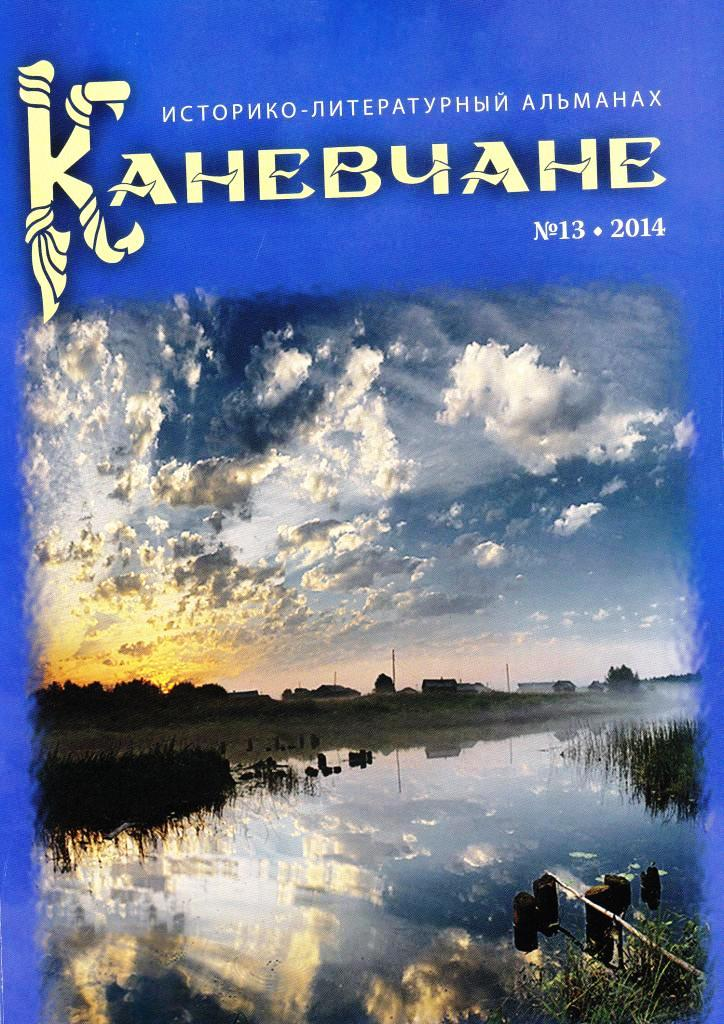 ИСТОРИКО-ЛИТЕРАТУРНЫЙ АЛЬМАНАХ
КАНЕВЧАНЕ
№13 • 2014